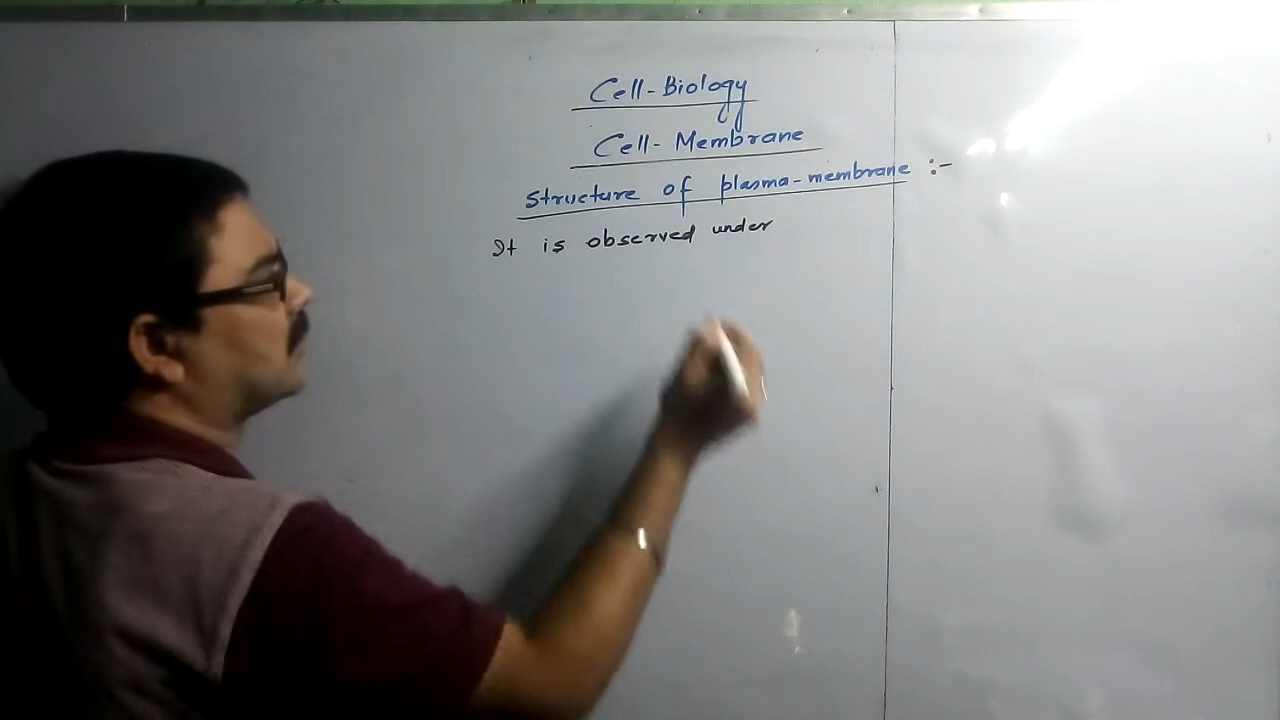 Cell-Biology
Cell-Membrane
Structure of plasma-membrane :-
It is observed under